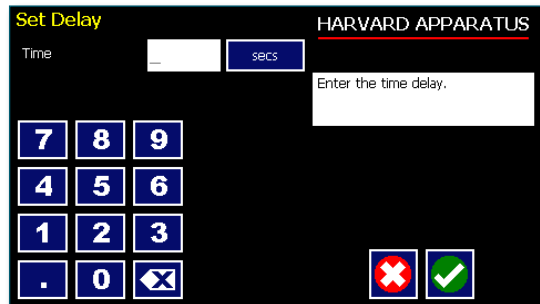 Set Delay
HARVARD APPARATUS
Time _ secs
Enter the time delay.
7 8 9
4 5 6
1 2 3
. 0